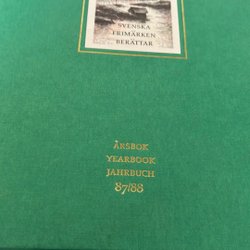 SVENSKA
FRIMÄRKEN
BERÄTTAR
ÅRSBOK
YEARBOOK
JAHRBUCH
87/88